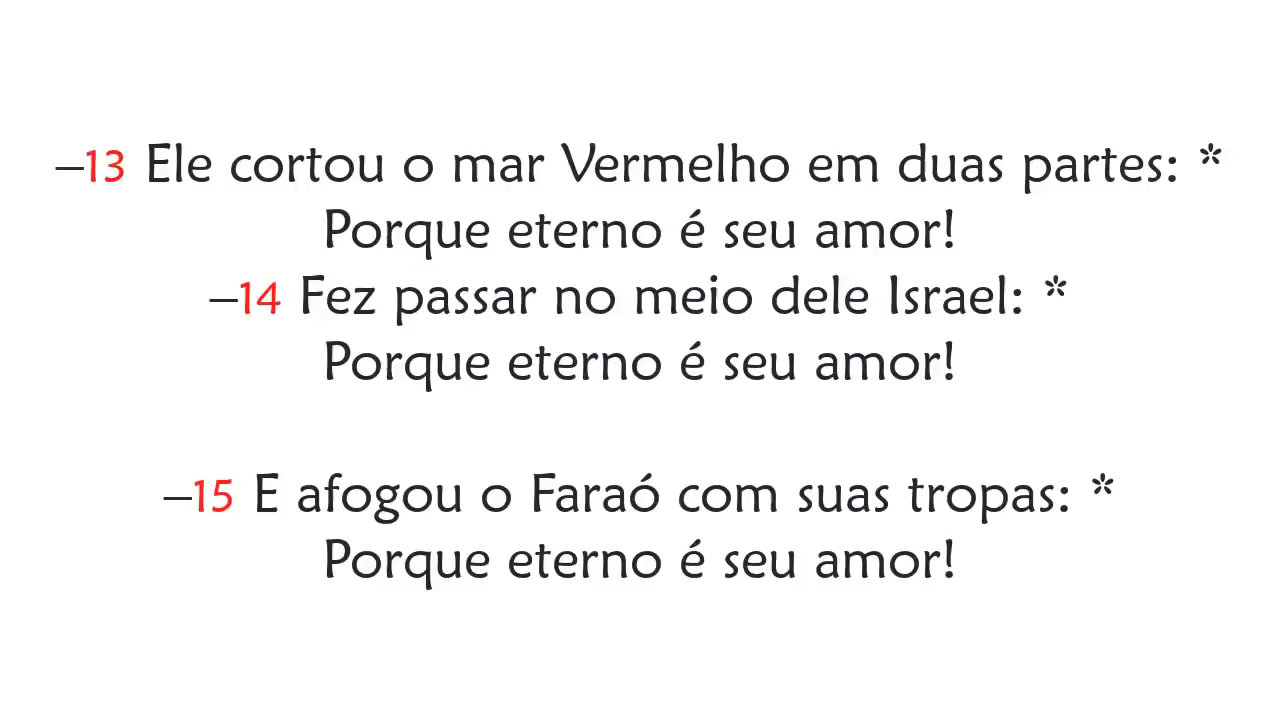 –13 Ele cortou o mar Vermelho em duas partes: *
Porque eterno é seu amor!
–14 Fez passar no meio dele Israel: *
Porque eterno é seu amor!
–15 E afogou o Faraó com suas tropas: *
Porque eterno é seu amor!